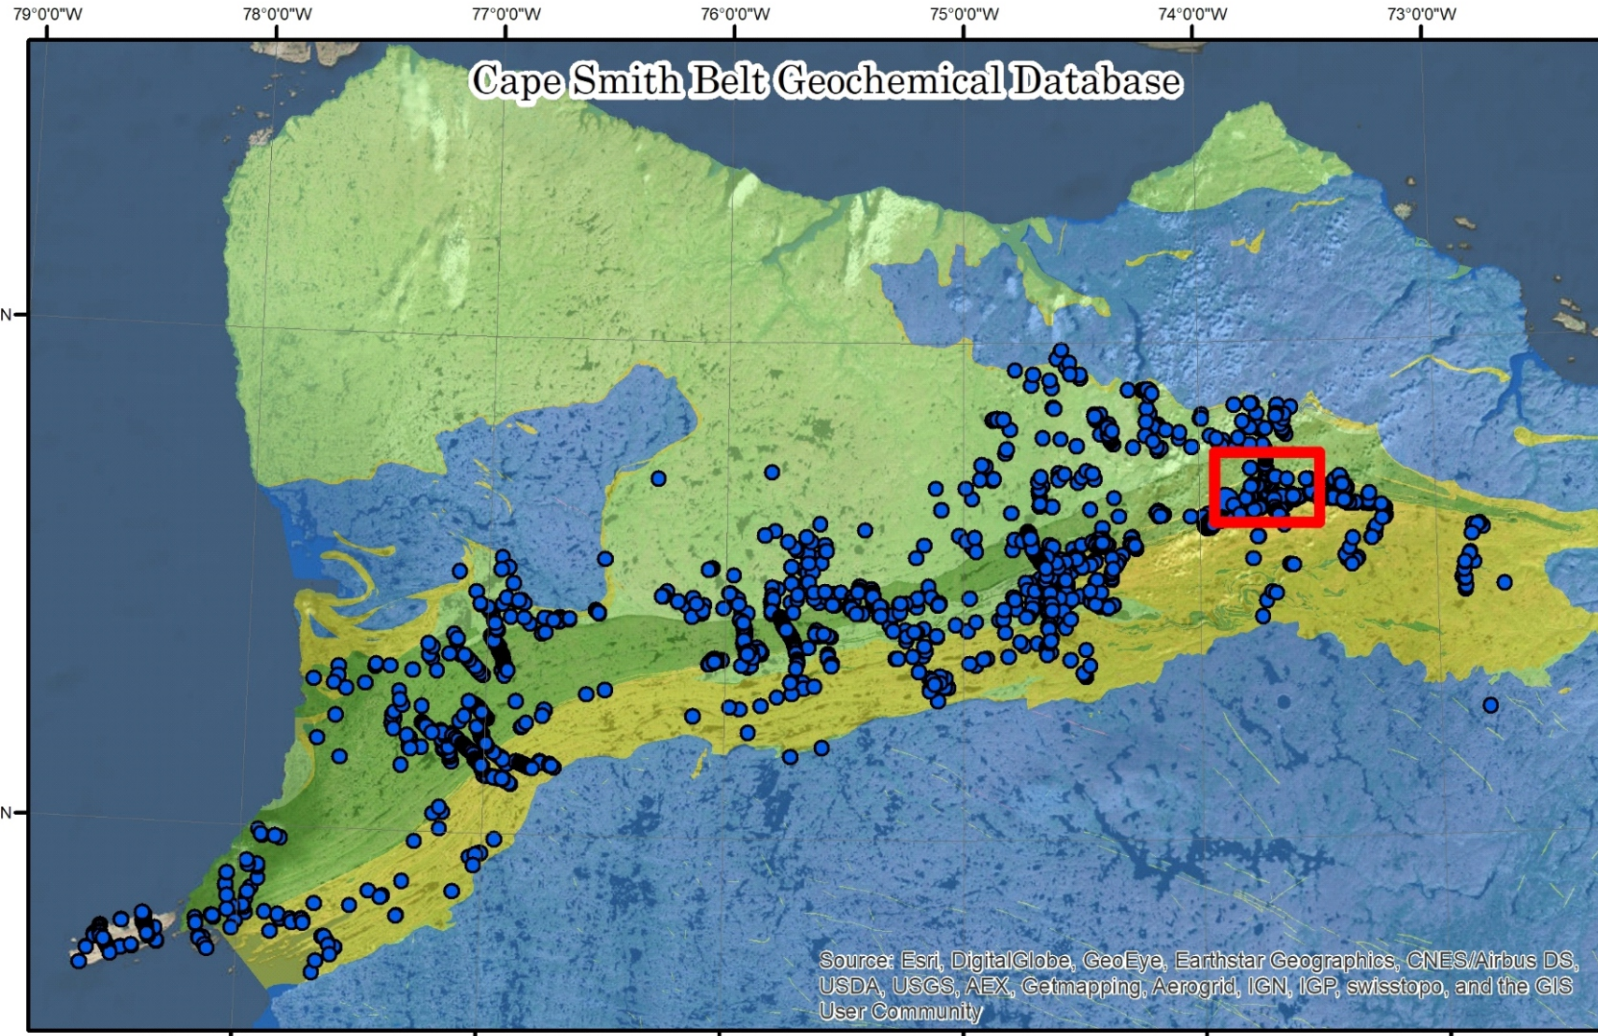 79°0'0"W 78°0'0"W 77°0'0"W 76°0'0"W 75°0'0"W 74°0'0"W 73°0'0"W
Cape Smith Belt Geochemical Database
N
N
Source: Esri, DigitalGlobe, GeoEye, Earthstar Geographics, CNES/Airbus DS,
USDA, USGS, AEX, Getmapping, Aerogrid, IGN, IGP, swisstopo, and the GIS
User Community